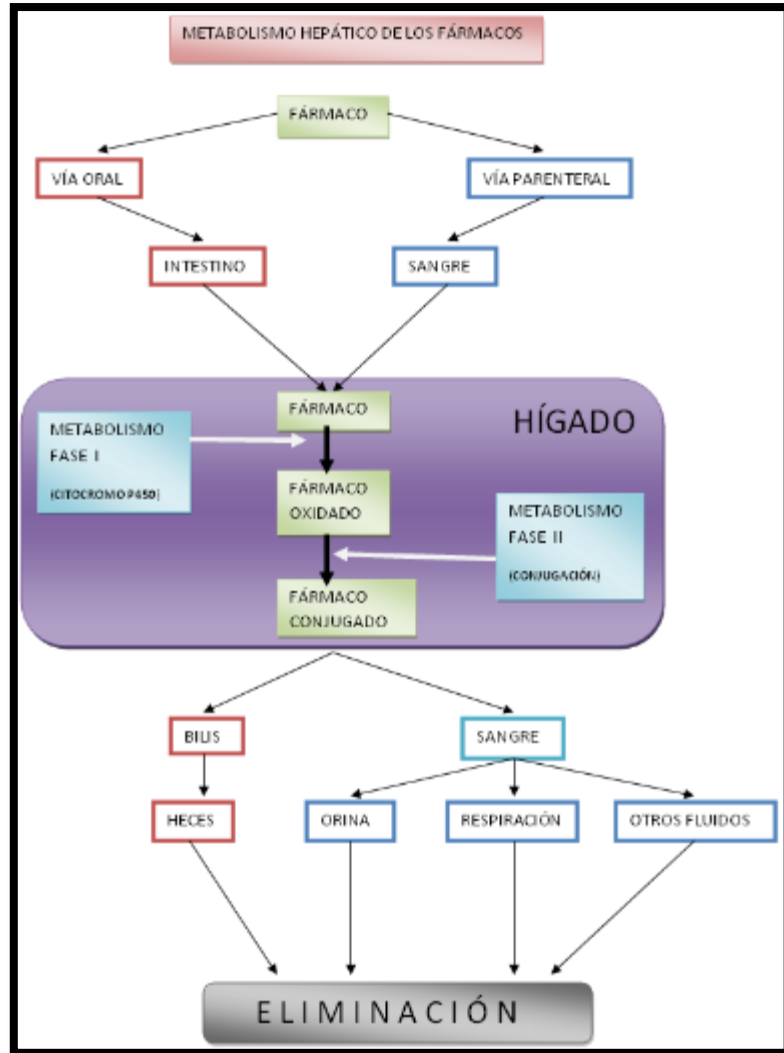 METABOLISMO HEPÁTICO DE LOS FÁRMACOS
FÁRMACO
VÍA ORAL
VÍA PARENTERAL
INTESTINO
SANGRE
HÍGADO
FÁRMACO
METABOLISMO
FASE I
(CITOCROMO P450)
FÁRMACO
OXIDADO
METABOLISMO
FASE II
(CONJUGACIÓN)
FÁRMACO
CONJUGADO
BILIS
SANGRE
HECES
ORINA
RESPIRACIÓN
OTROS FLUIDOS
ELIMINACIÓN